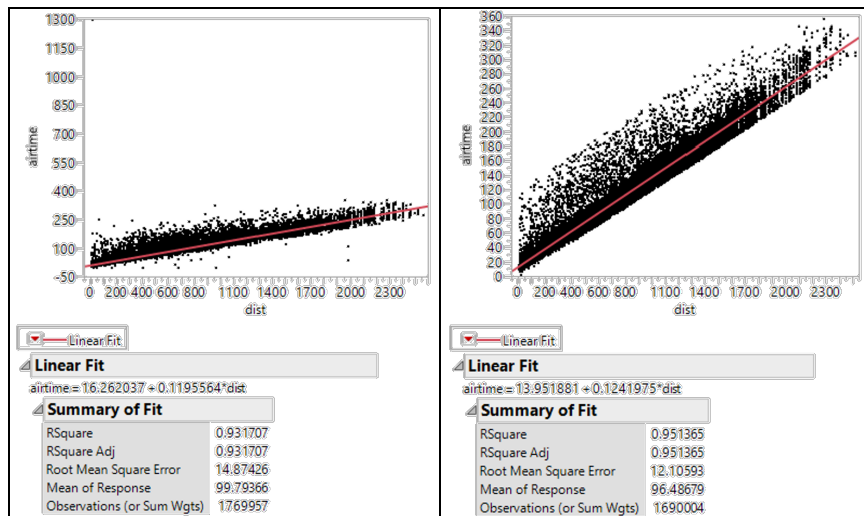 1300
1000
850
700
550
400
250
100
-50
airtime
0 200 400 600 800 1100 1400 1700 2000 2300
dist
Linear Fit
Linear Fit
airtime = 16.262037 + 0.1195564*dist
Summary of Fit
RSquare 0.931707
RSquare Adj 0.931707
Root Mean Square Error 14.87426
Mean of Response 99.79366
Observations (or Sum Wgts) 1769957
360
340
320
300
280
260
240
220
200
180
160
140
120
100
80
60
40
20
0
airtime
0 200 400 600 800 1100 1400 1700 2000 2300
dist
Linear Fit
Linear Fit
airtime = 13.951881 + 0.1241975*dist
Summary of Fit
RSquare 0.951365
RSquare Adj 0.951365
Root Mean Square Error 12.10593
Mean of Response 96.48679
Observations (or Sum Wgts) 1690004